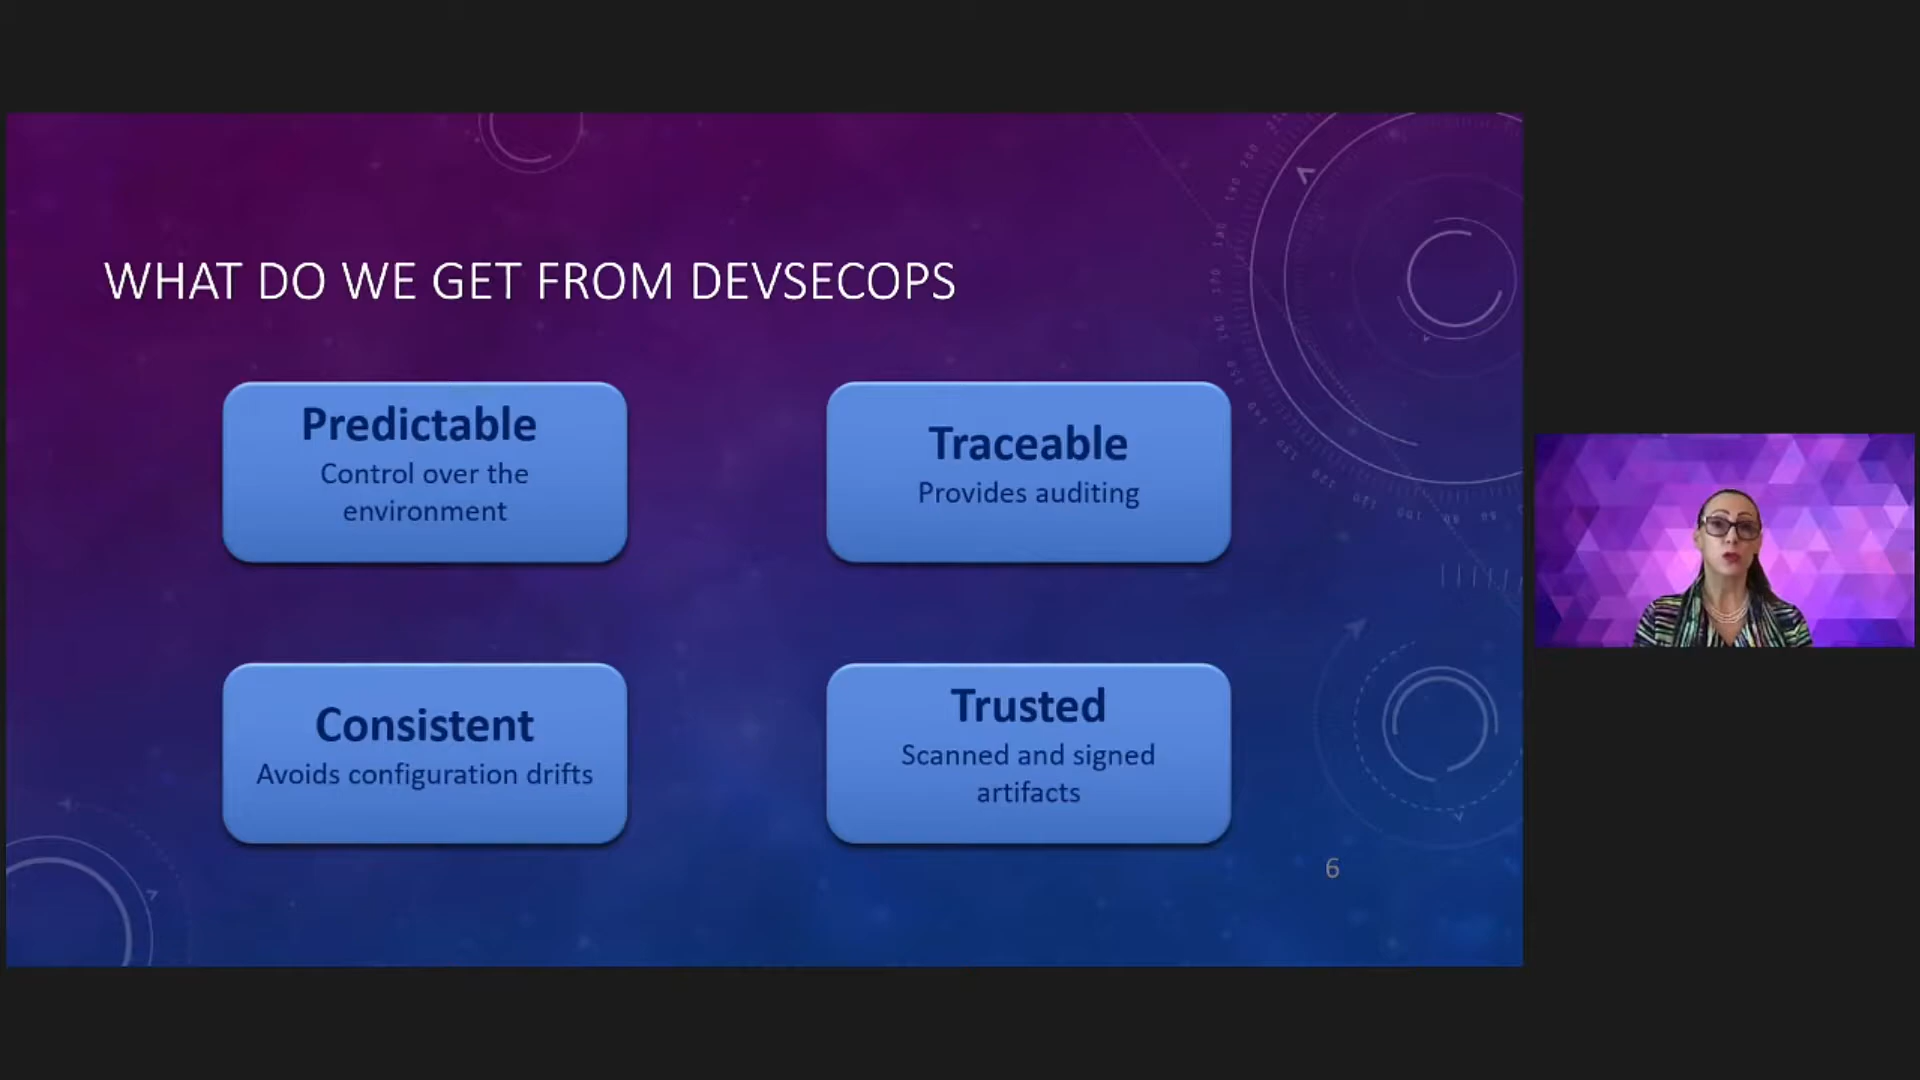 WHAT DO WE GET FROM DEVSECOPS
Predictable
Control over the
environment
Traceable
Provides auditing
Consistent
Avoids configuration drifts
Trusted
Scanned and signed
artifacts
6